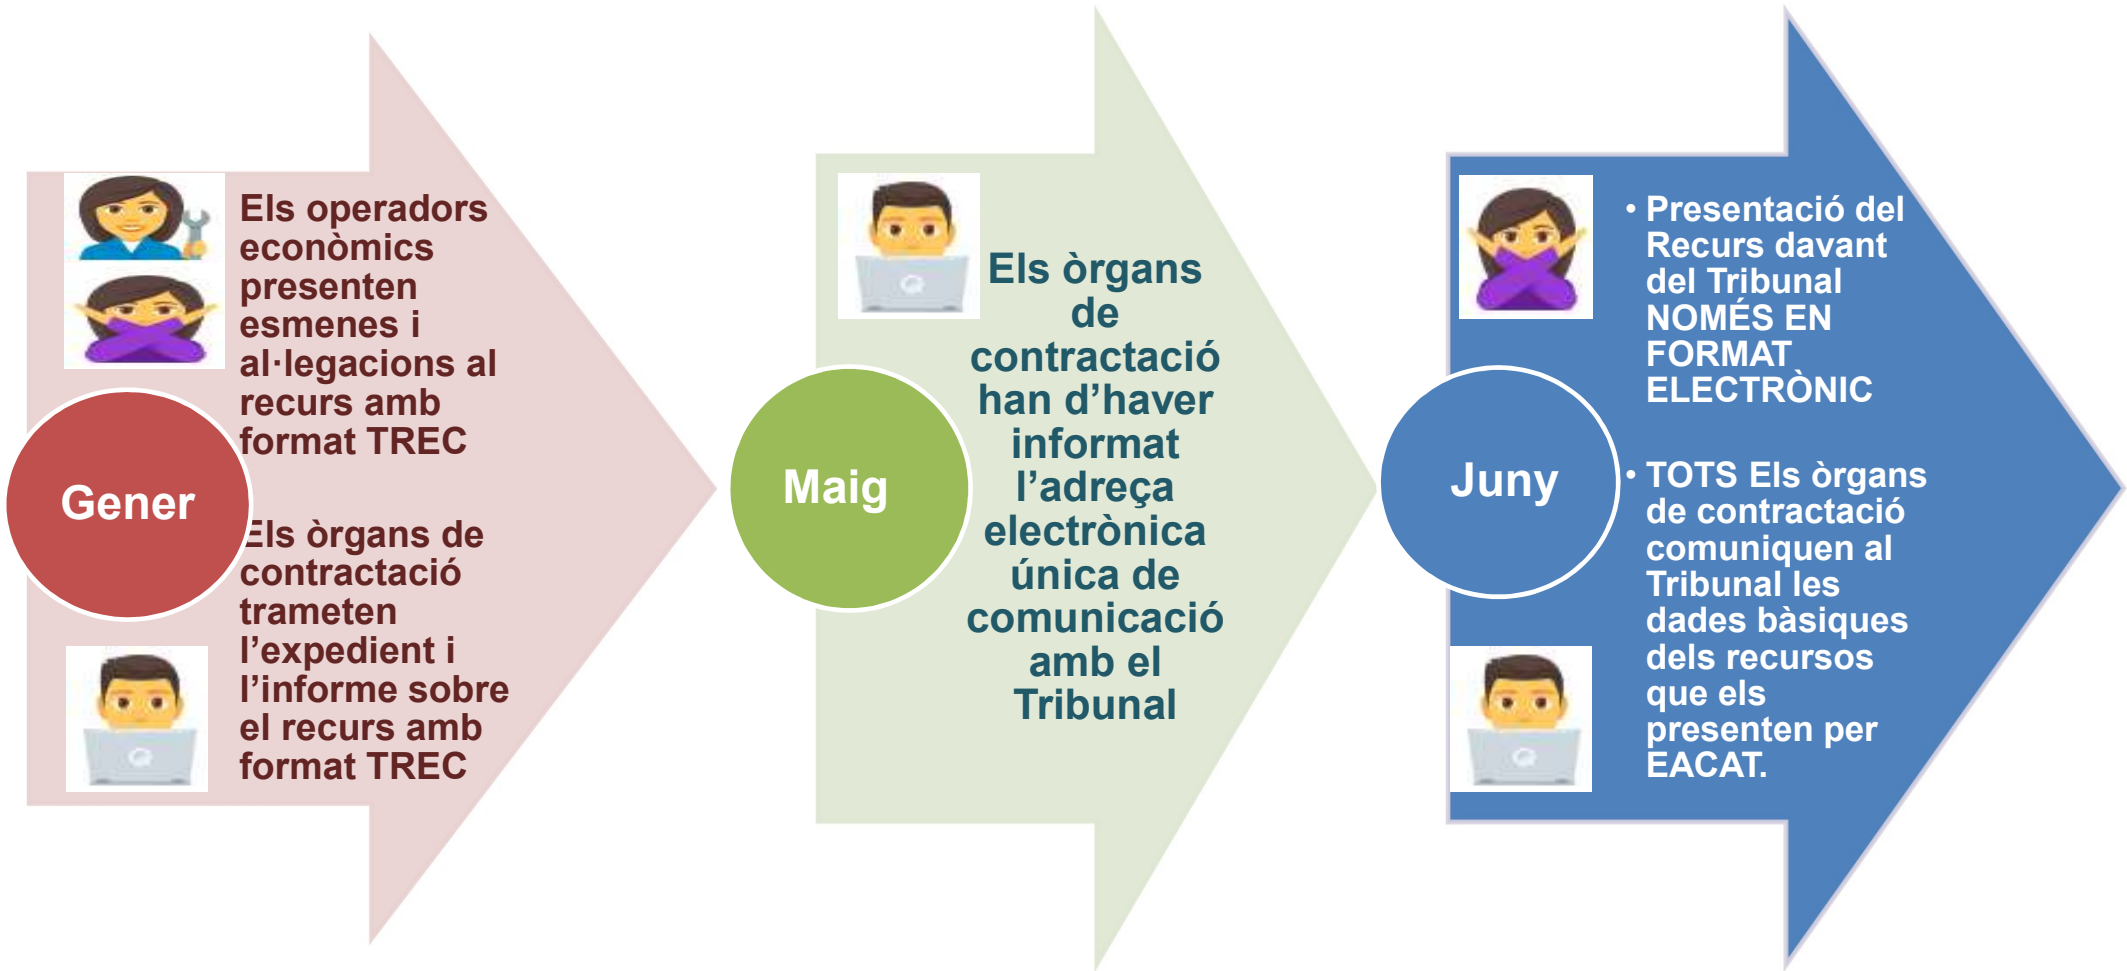 Gener
Els operadors
econòmics
presenten
esmenes i
al·legacions al
recurs amb
format TREC
Els òrgans de
contractació
trameten
l’expedient i
l’informe sobre
el recurs amb
format TREC
Maig
Els òrgans
de
contractació
han d’haver
informat
l’adreça
electrònica
única de
comunicació
amb el
Tribunal
Juny
• Presentació del
Recurs davant
del Tribunal
NOMÉS EN
FORMAT
ELECTRÒNIC
• TOTS Els òrgans
de contractació
comuniquen al
Tribunal les
dades bàsiques
dels recursos
que els
presenten per
EACAT.